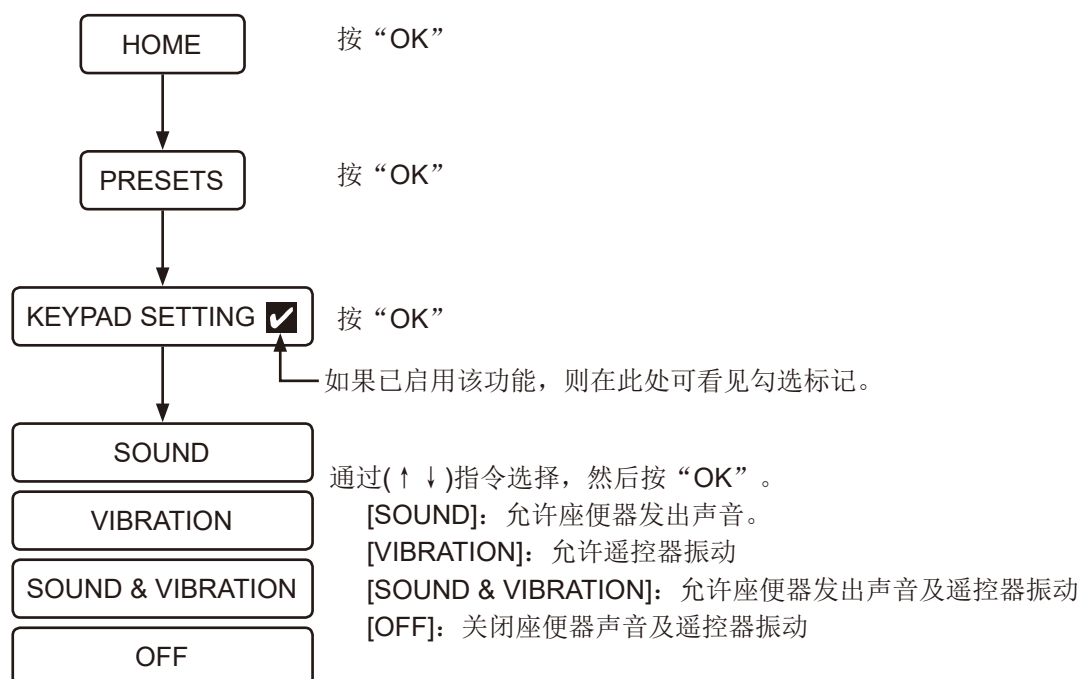 HOME
按“OK”
PRESETS
按“OK”
KEYPAD SETTING ✔
按“OK”
如果已启用该功能，则在此处可看见勾选标记。
SOUND
VIBRATION
SOUND & VIBRATION
OFF
通过(↑↓)指令选择，然后按“OK”。
[SOUND]：允许座便器发出声音。
[VIBRATION]：允许遥控器振动
[SOUND & VIBRATION]：允许座便器发出声音及遥控器振动
[OFF]：关闭座便器声音及遥控器振动